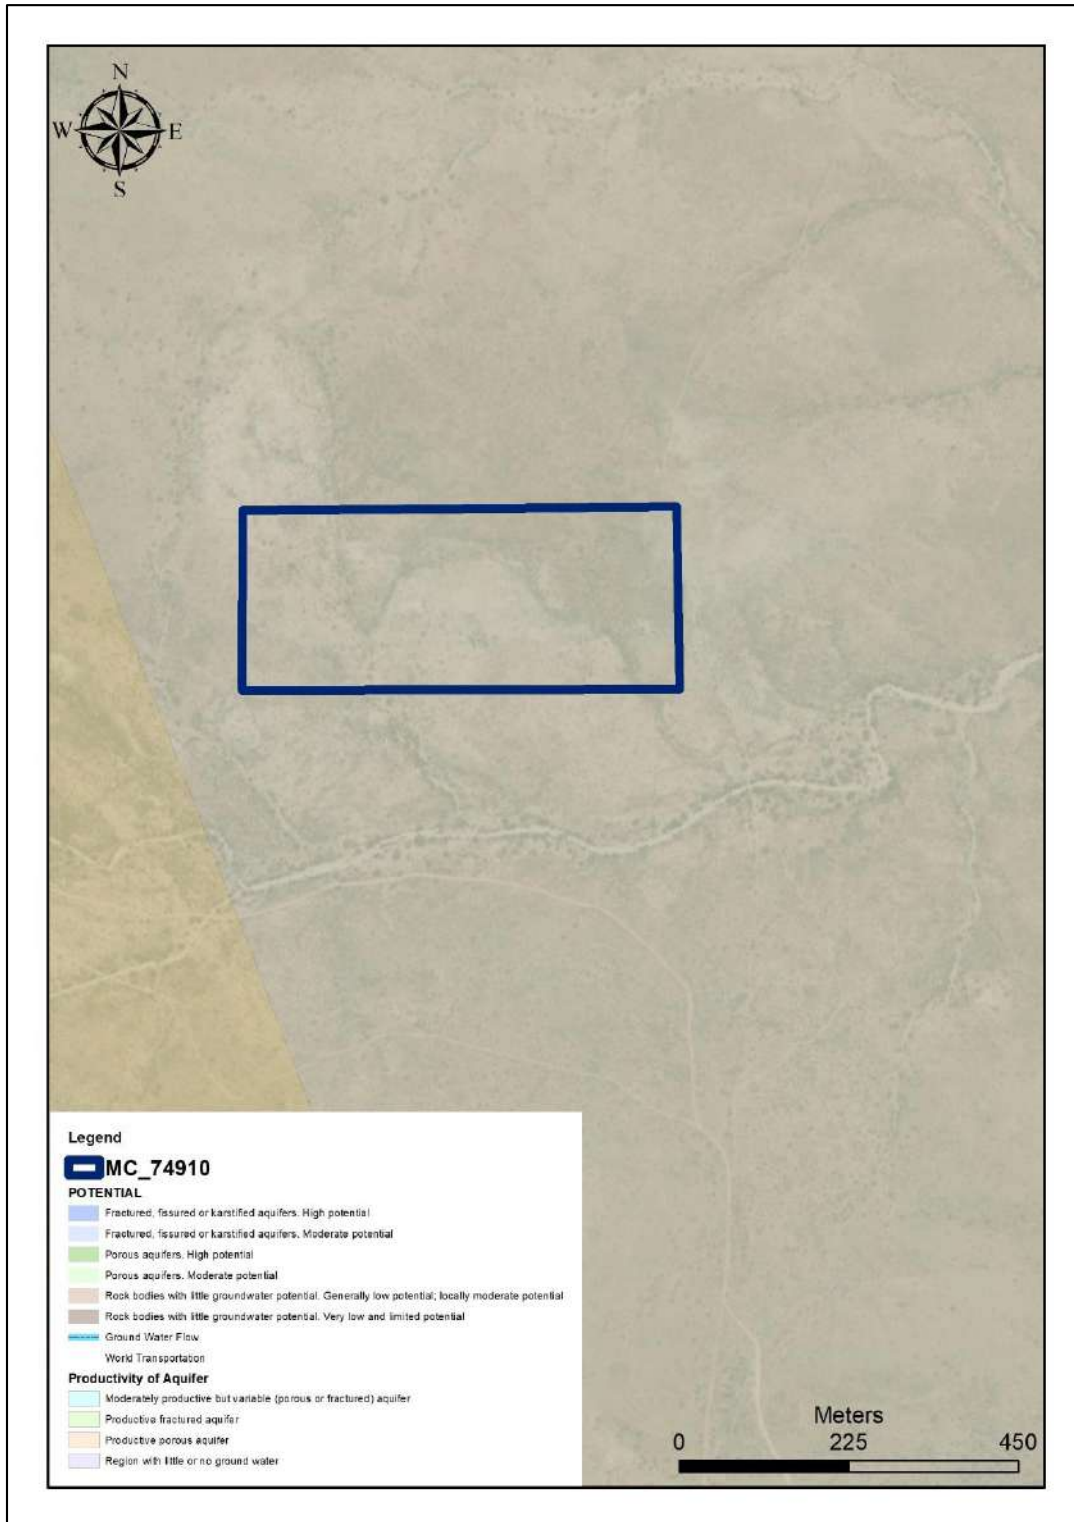 N
W E
S
Legend
MC_74910
POTENTIAL
Fractured, fissured or karstified aquifers. High potential
Fractured, fissured or karstified aquifers. Moderate potential
Porous aquifers. High potential
Porous aquifers. Moderate potential
Rock bodies with little groundwater potential. Generally low potential; locally moderate potential
Rock bodies with little groundwater potential. Very low and limited potential
Ground Water Flow
World Transportation
Productivity of Aquifer
Moderately productive but variable (porous or fractured) aquifer
Productive fractured aquifer
Productive porous aquifer
Region with little or no ground water
Meters
0 225 450